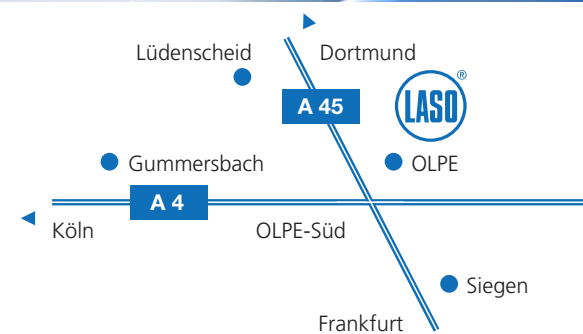 Lüdenscheid
Dortmund
A 45
LASO®
Gummersbach
OLPE
A 4
Köln
OLPE-Süd
Siegen
Frankfurt